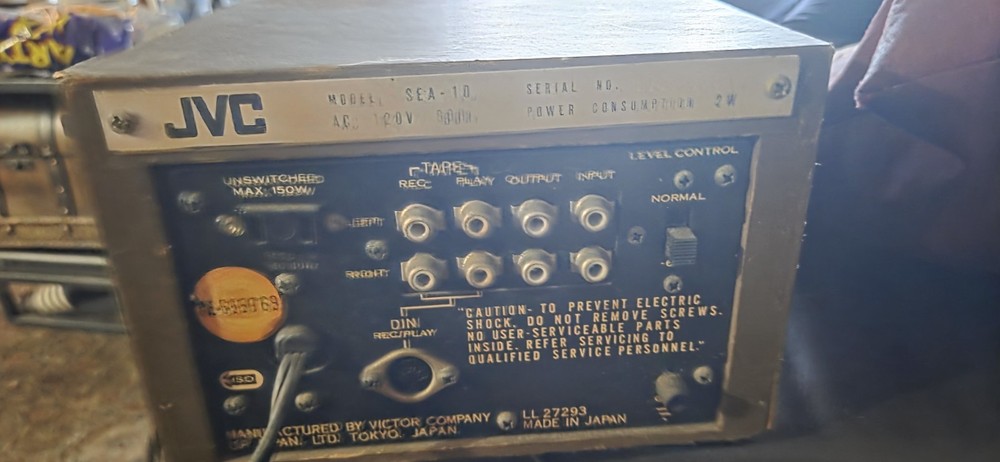 JVC
MODEL SEA-10
AC. 120V
SERIAL NO.
POWER CONSUMPTION 2W
UNSWITCHED
MAX. 150W
TAPE
REC PLAY OUTPUT INPUT
LEFT
RIGHT
LEVEL CONTROL
NORMAL
DIN
REC/PLAY
"CAUTION- TO PREVENT ELECTRIC
SHOCK, DO NOT REMOVE SCREWS.
NO USER-SERVICEABLE PARTS
INSIDE. REFER SERVICING TO
QUALIFIED SERVICE PERSONNEL."
MANUFACTURED BY VICTOR COMPANY
JAPAN, LTD. TOKYO, JAPAN
LL 27293
MADE IN JAPAN